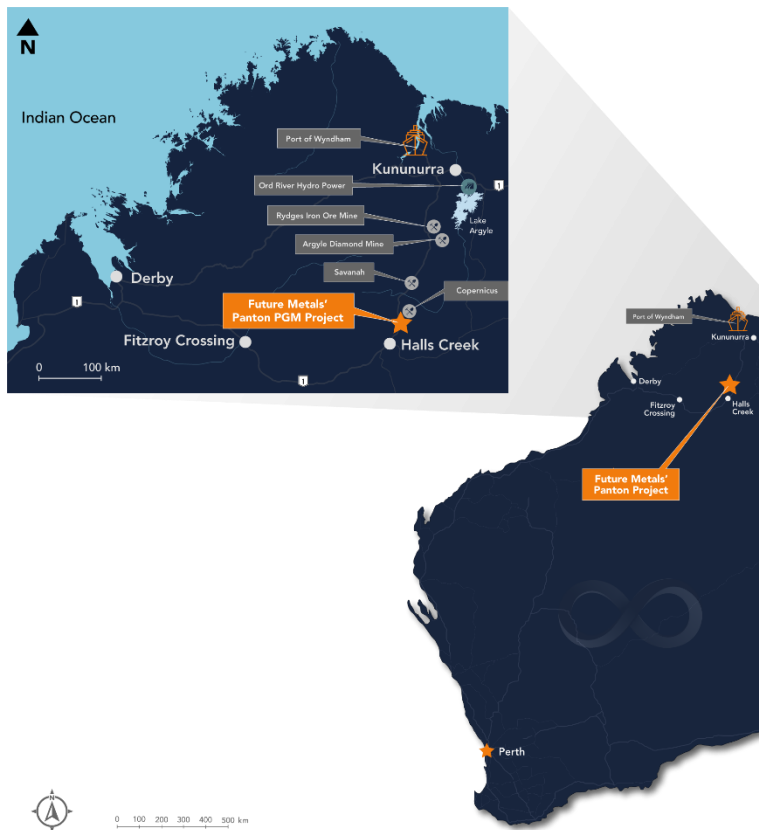 N
Indian Ocean
Port of Wyndham
Kununurra
Ord River Hydro Power
1
Rydges Iron Ore Mine
Lake
Argyle
Argyle Diamond Mine
Savanah
Derby
Copernicus
1
Future Metals'
Panton PGM Project
Fitzroy Crossing
Halls Creek
0 100 km
1
Port of Wyndham
Kununurra
Derby
Fitzroy
Crossing
Halls
Creek
Future Metals'
Panton Project
Perth
0 100 200 300 400 500 km